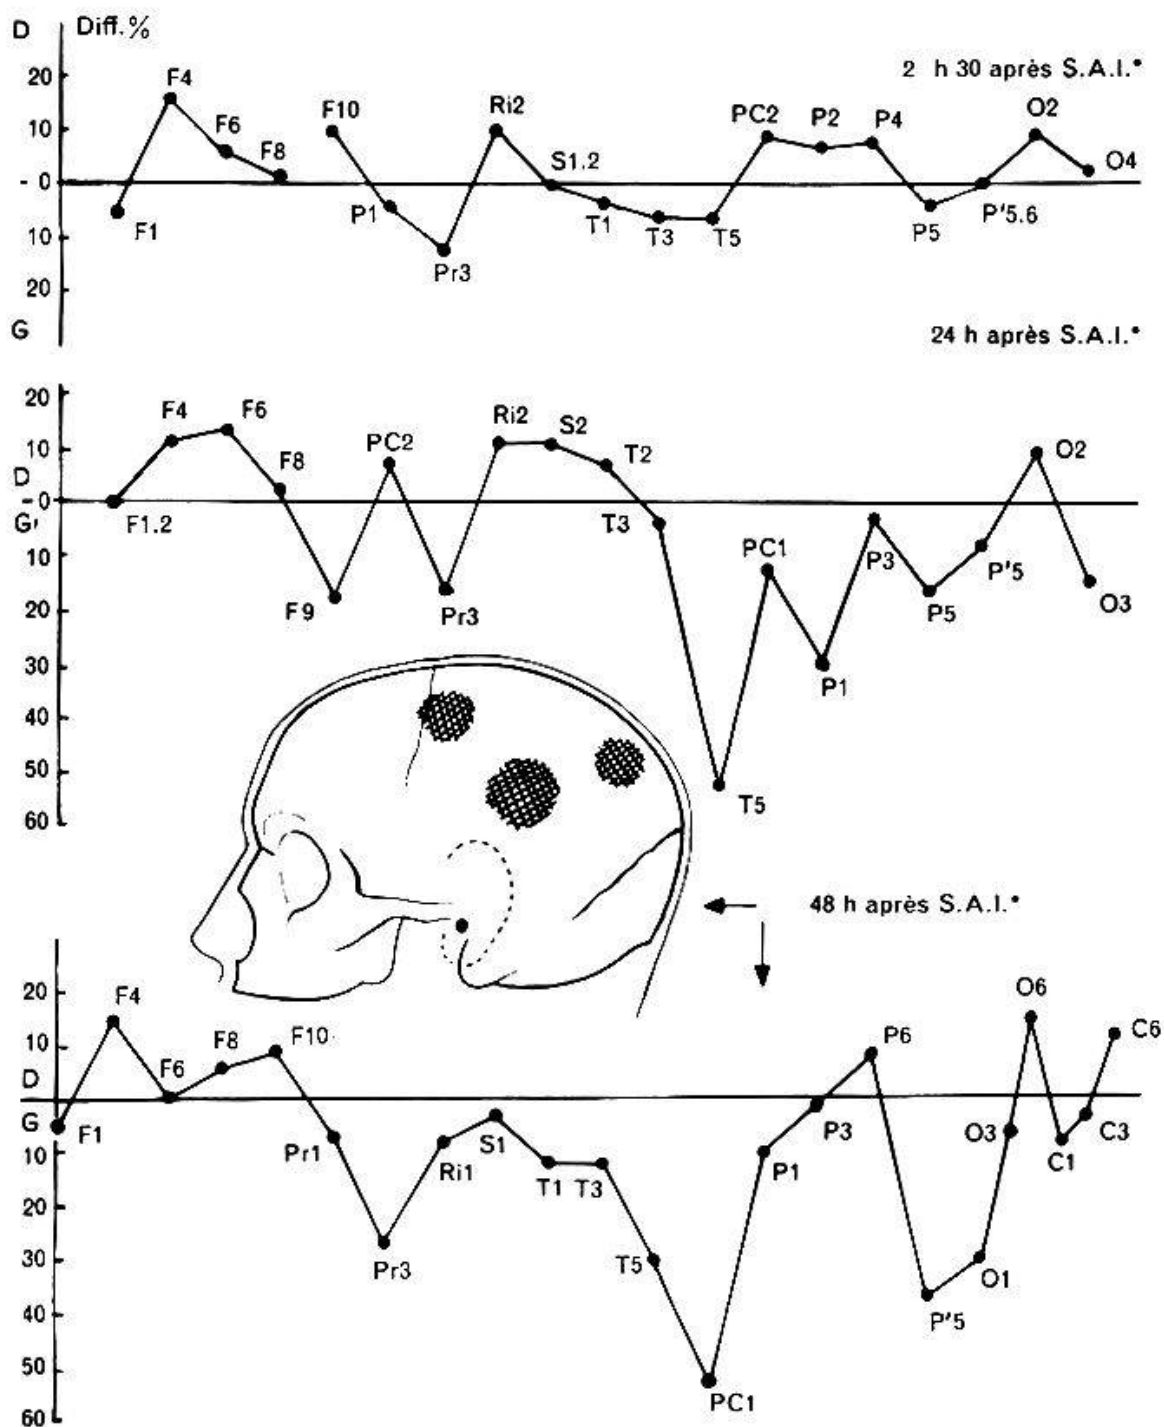 D Diff.%
2 h 30 après S.A.I.*
20
10
- 0
10
20
G
F1 F4 F6 F8 F10 P1 Pr3 Ri2 S1.2 T1 T3 T5 PC2 P2 P4 P5 P'5.6 O2 O4
24 h après S.A.I.*
20
10
D
- 0
G
10
20
30
40
50
60
F1.2 F4 F6 F8 F9 PC2 Pr3 Ri2 S2 T2 T3 T5 PC1 P1 P3 P5 P'5 O2 O3
48 h après S.A.I.*
20
10
D
G
10
20
30
40
50
60
F1 F4 F6 F8 F10 Pr1 Pr3 Ri1 S1 T1 T3 T5 PC1 P1 P3 P6 P'5 O1 O3 O6 C1 C3 C6